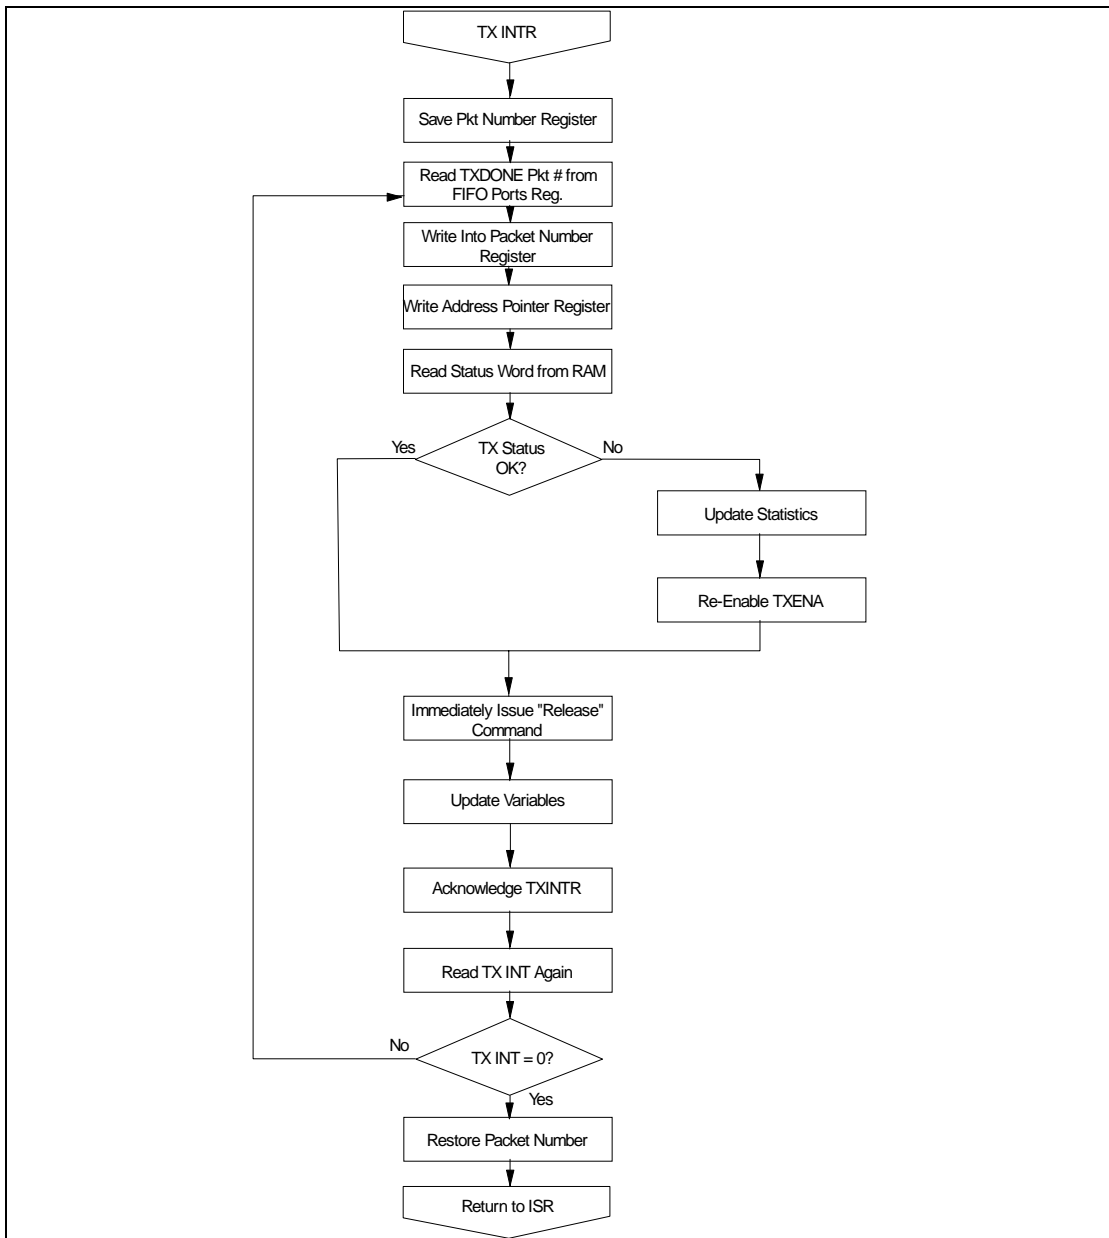 TX INTR
Save Pkt Number Register
Read TXDONE Pkt # from
FIFO Ports Reg.
Write Into Packet Number
Register
Write Address Pointer Register
Read Status Word from RAM
Yes
TX Status
OK?
No
Update Statistics
Re-Enable TXENA
Immediately Issue "Release"
Command
Update Variables
Acknowledge TXINTR
Read TX INT Again
No
TX INT = 0?
Yes
Restore Packet Number
Return to ISR